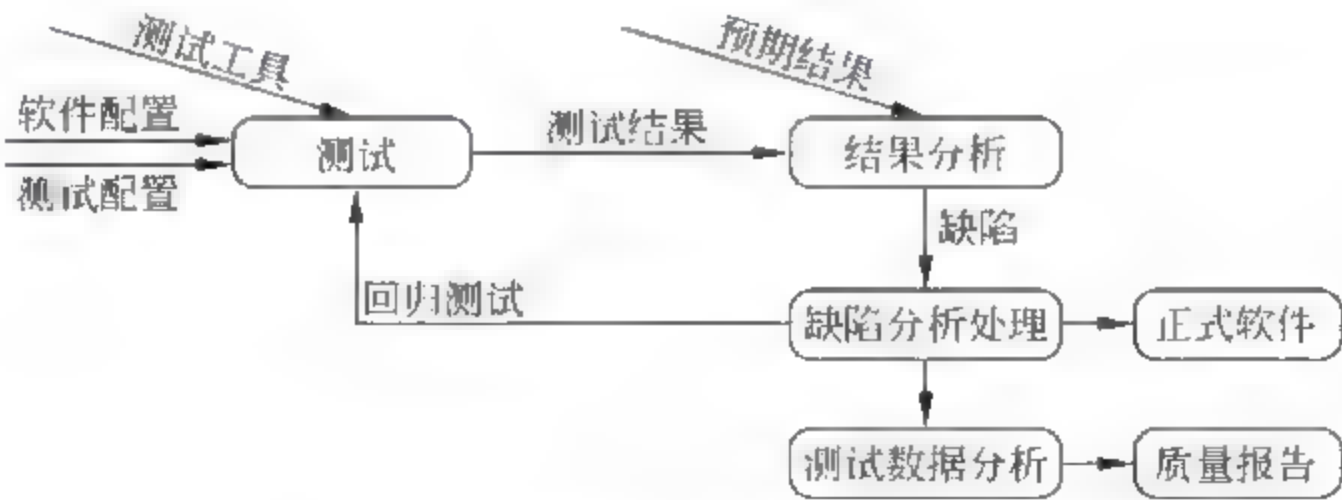 测试工具
预期结果
软件配置
测试
测试结果
结果分析
测试配置
缺陷
回归测试
缺陷分析处理
正式软件
测试数据分析
质量报告